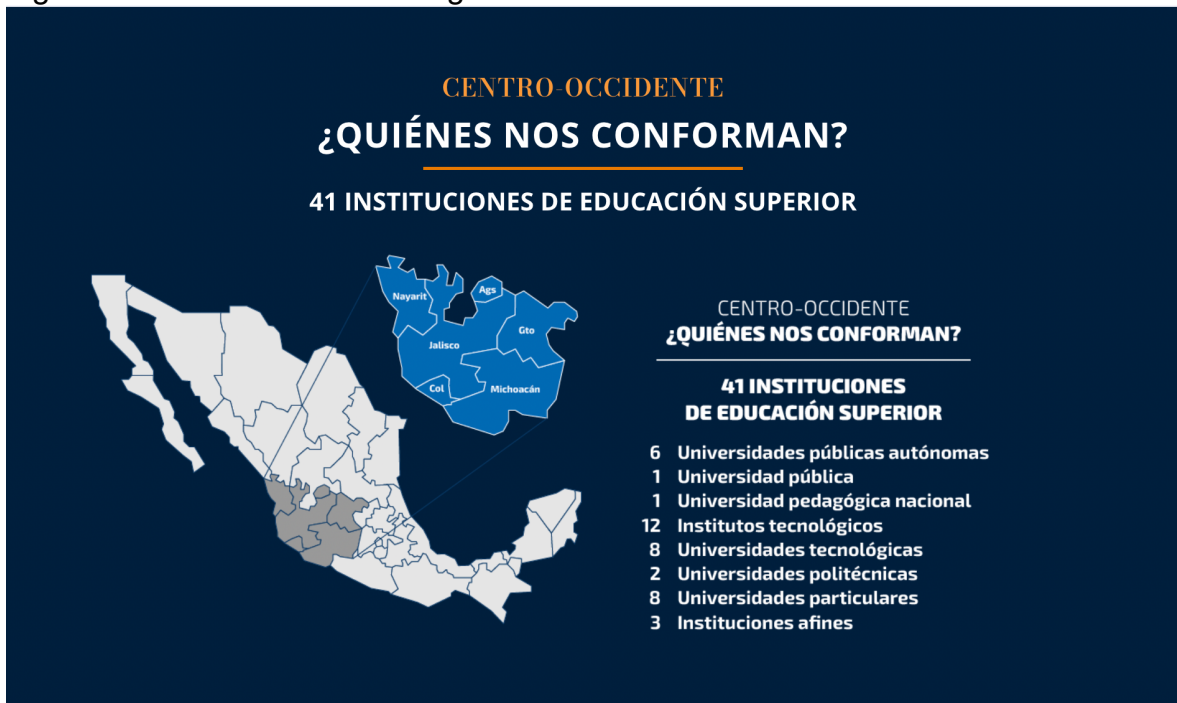 CENTRO-OCCIDENTE
¿QUIÉNES NOS CONFORMAN?
41 INSTITUCIONES DE EDUCACIÓN SUPERIOR
Nayarit
Ags
Gto
Jalisco
Col
Michoacán
CENTRO-OCCIDENTE
¿QUIÉNES NOS CONFORMAN?
41 INSTITUCIONES
DE EDUCACIÓN SUPERIOR
6 Universidades públicas autónomas
1 Universidad pública
1 Universidad pedagógica nacional
12 Institutos tecnológicos
8 Universidades tecnológicas
2 Universidades politécnicas
8 Universidades particulares
3 Instituciones afines